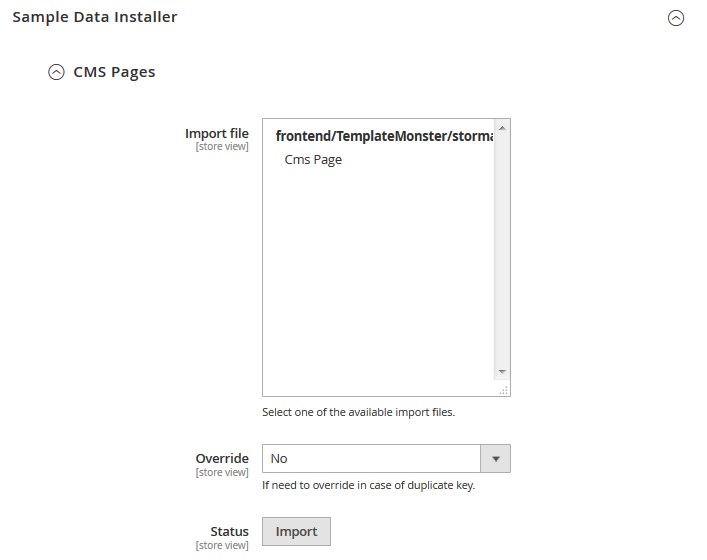 Sample Data Installer
CMS Pages
Import file
[store view]
frontend/TemplateMonster/storma
Cms Page
Select one of the available import files.
Override
[store view]
No
If need to override in case of duplicate key.
Status
[store view]
Import